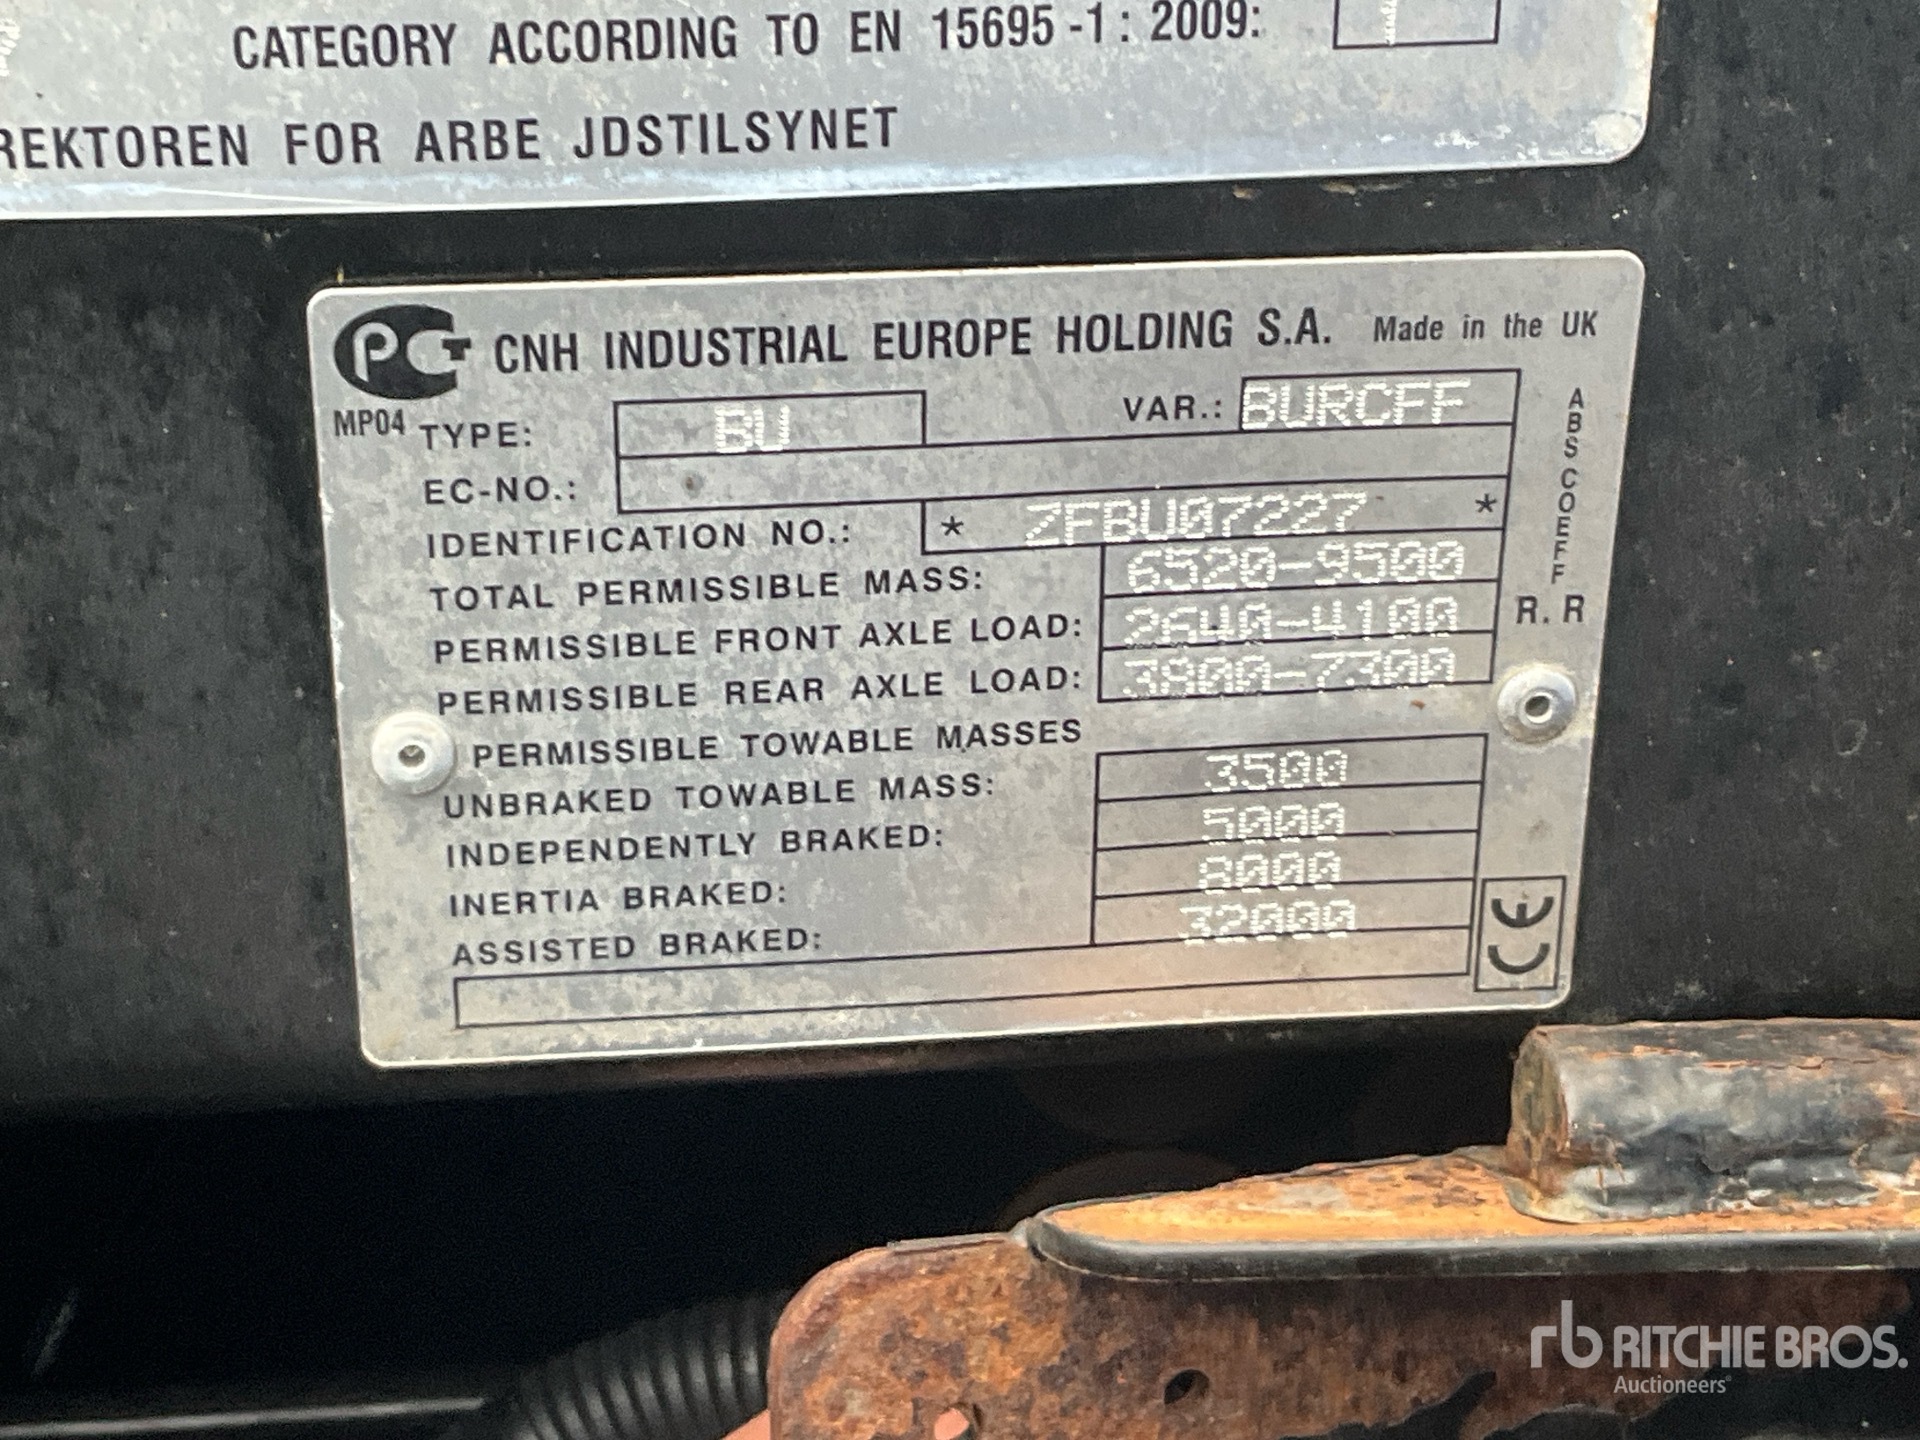 CATEGORY ACCORDING TO EN 15695-1: 2009:
REKTOREN FOR ARBE JDSTILSYNET
PCT CNH INDUSTRIAL EUROPE HOLDING S.A. Made in the UK
MP04 TYPE: BU VAR.: BURCFF
EC-NO.:
IDENTIFICATION NO.: * ZFBU07227 *
TOTAL PERMISSIBLE MASS: 6520-9500
PERMISSIBLE FRONT AXLE LOAD: 2640-4100
PERMISSIBLE REAR AXLE LOAD: 3800-7300
ABS COEFF
R. R
PERMISSIBLE TOWABLE MASSES
UNBRAKED TOWABLE MASS: 3500
INDEPENDENTLY BRAKED: 5000
INERTIA BRAKED: 8000
ASSISTED BRAKED: 32000
CE
rb RITCHIE BROS.
Auctioneers